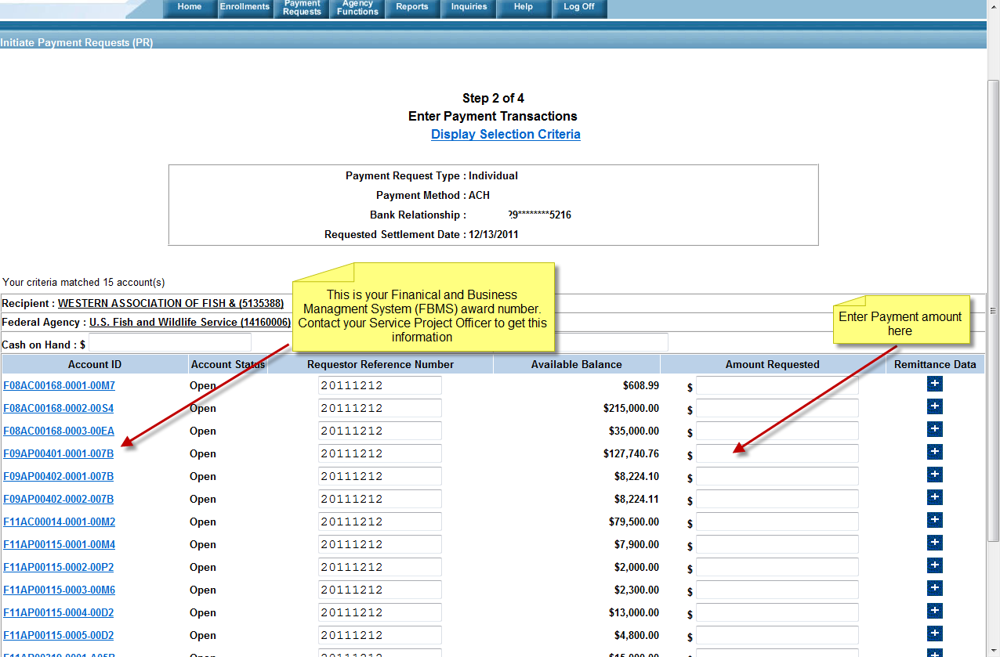 Home Enrollments Payment Requests Agency Functions Reports Inquiries Help Log Off
Initiate Payment Requests (PR)
Step 2 of 4
Enter Payment Transactions
Display Selection Criteria
Payment Request Type : Individual
Payment Method : ACH
Bank Relationship : 29********5216
Requested Settlement Date : 12/13/2011
Your criteria matched 15 account(s)
Recipient : WESTERN ASSOCIATION OF FISH & (5135388)
Federal Agency : U.S. Fish and Wildlife Service (14160006)
Cash on Hand : $
This is your Finanical and Business
Managment System (FBMS) award number.
Contact your Service Project Officer to get this
information
Enter Payment amount
here
Account ID Account Status Requestor Reference Number Available Balance Amount Requested Remittance Data
F08AC00168-0001-00M7 Open 20111212 $608.99 $
F08AC00168-0002-00S4 Open 20111212 $215,000.00 $
F08AC00168-0003-00EA Open 20111212 $35,000.00 $
F09AP00401-0001-007B Open 20111212 $127,740.76 $
F09AP00402-0001-007B Open 20111212 $8,224.10 $
F09AP00402-0002-007B Open 20111212 $8,224.11 $
F11AC00014-0001-00M2 Open 20111212 $79,500.00 $
F11AP00115-0001-00M4 Open 20111212 $7,900.00 $
F11AP00115-0002-00P2 Open 20111212 $2,000.00 $
F11AP00115-0003-00M6 Open 20111212 $2,300.00 $
F11AP00115-0004-00D2 Open 20111212 $13,000.00 $
F11AP00115-0005-00D2 Open 20111212 $4,800.00 $
Open 20111212 $15,000.00